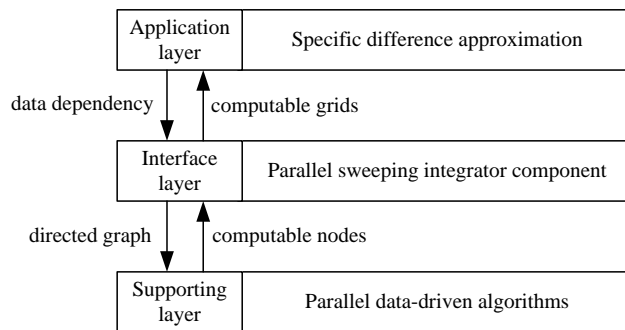 Application
layer
Specific difference approximation
data dependency
computable grids
Interface
layer
Parallel sweeping integrator component
directed graph
computable nodes
Supporting
layer
Parallel data-driven algorithms